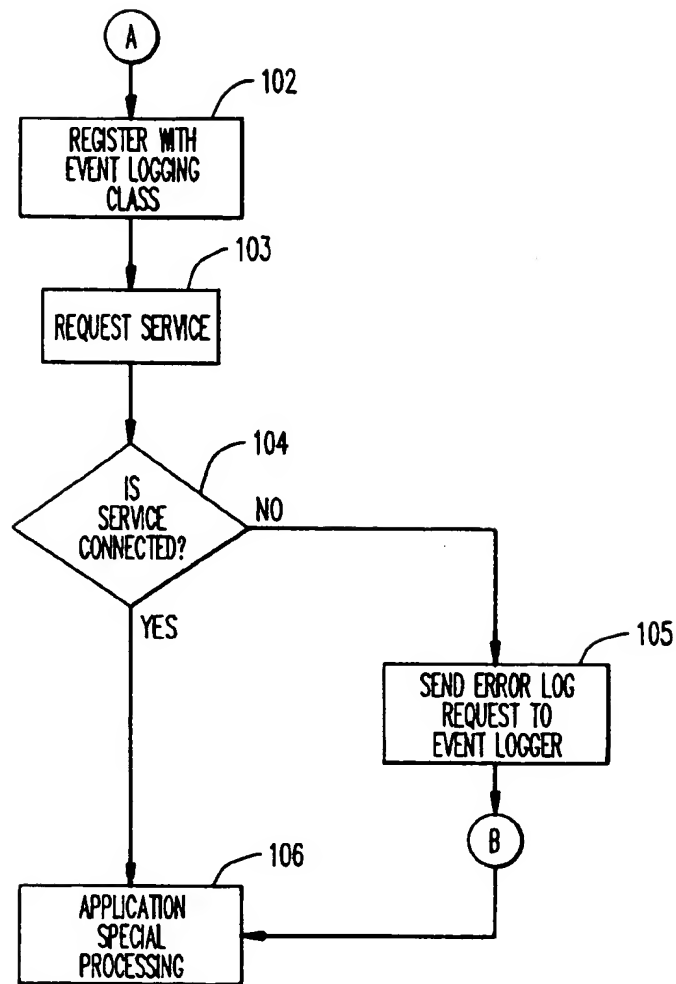 A
102
REGISTER WITH
EVENT LOGGING
CLASS
103
REQUEST SERVICE
104
IS
SERVICE
CONNECTED?
NO
YES
105
SEND ERROR LOG
REQUEST TO
EVENT LOGGER
B
106
APPLICATION
SPECIAL
PROCESSING